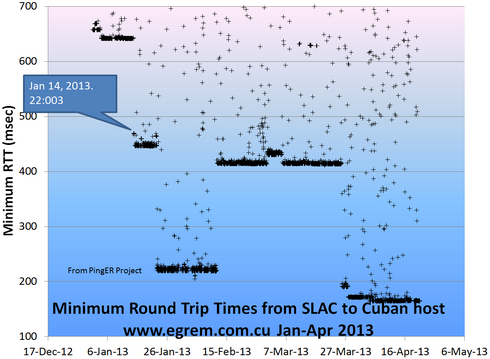 700
600
500
400
300
200
100
Minimum RTT (msec)
Jan 14, 2013.
22:003
From PingER Project
Minimum Round Trip Times from SLAC to Cuban host
www.egrem.com.cu Jan-Apr 2013
17-Dec-12 6-Jan-13 26-Jan-13 15-Feb-13 7-Mar-13 27-Mar-13 16-Apr-13 6-May-13